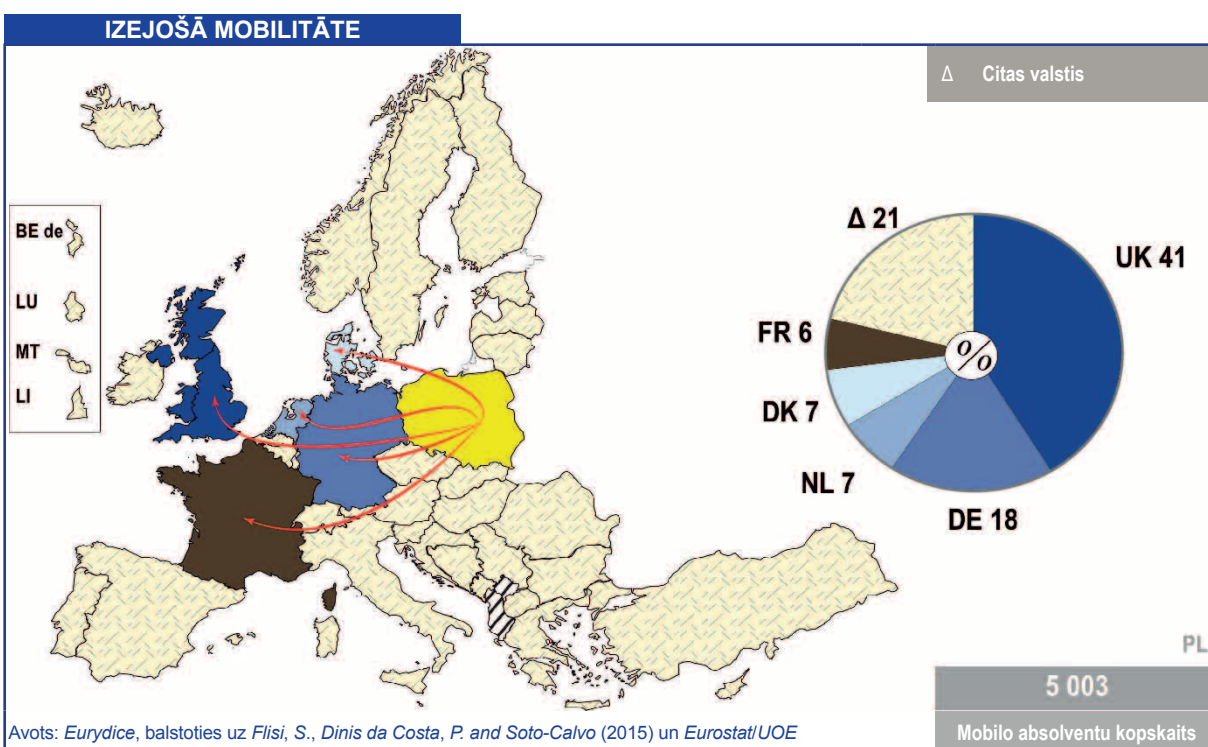 IZEJOŠĀ MOBILITĀTE
Δ Citas valstis
BE de
LU
MT
LI
Δ 21
UK 41
FR 6
%
DK 7
NL 7
DE 18
PL
5 003
Mobilo absolventu kopskaits
Avots: Eurydice, balstoties uz Flisi, S., Dinis da Costa, P. and Soto-Calvo (2015) un Eurostat/UOE